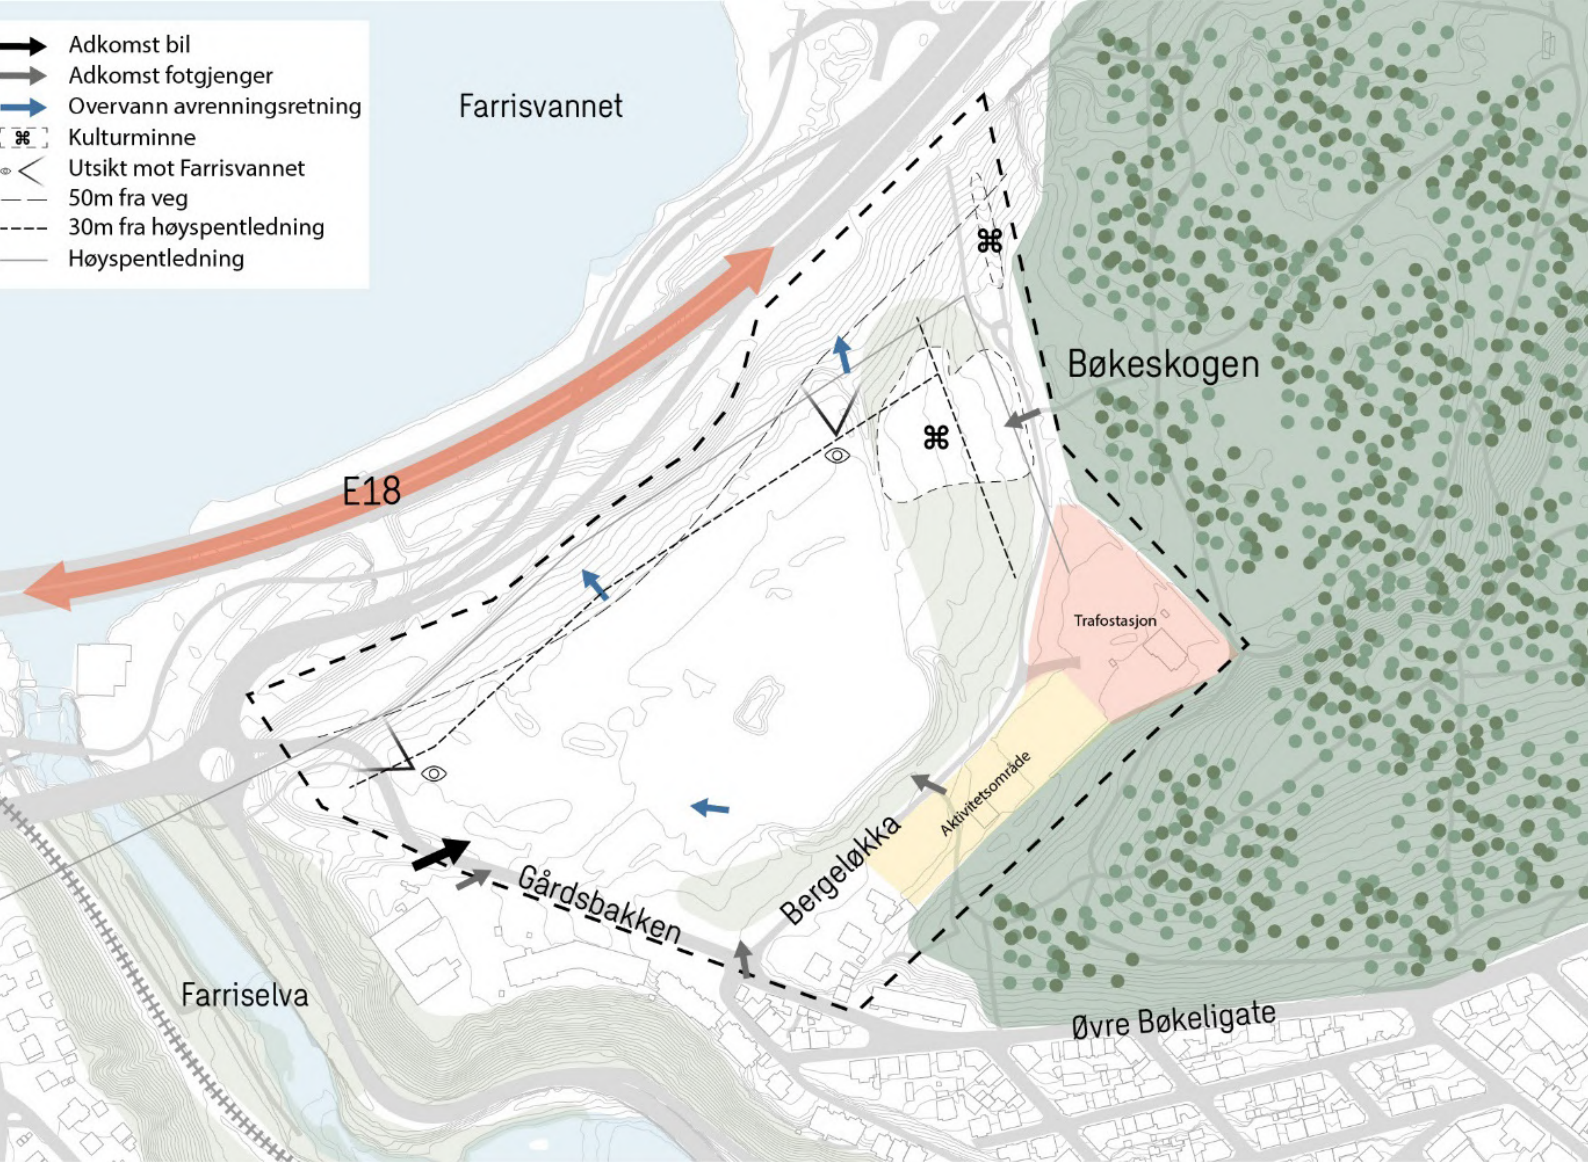 Adkomst bil
Adkomst fotgjenger
Overvann avrenningsretning
Kulturminne
Utsikt mot Farrisvannet
50m fra veg
30m fra høyspentledning
Høyspentledning
Farrisvannet
Bøkeskogen
E18
Trafostasjon
Aktivitetsområde
Bergeløkka
Gårdsbakken
Farriselva
Øvre Bøkeligate